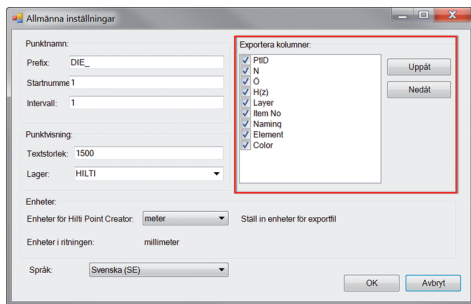 Allmänna inställningar
Punktnamn:
Prefix: DIE_
Startnumme 1
Intervall: 1
Punktvisning:
Textstorlek: 1500
Lager: HILTI
Exportera kolumner:
PtID
N
Ö
H(z)
Layer
Item No
Naming
Element
Color
Uppåt
Nedåt
Enheter:
Enheter för Hilti Point Creator: meter Ställ in enheter för exportfil
Enheter i ritningen: millimeter
Språk: Svenska (SE)
OK Avbryt